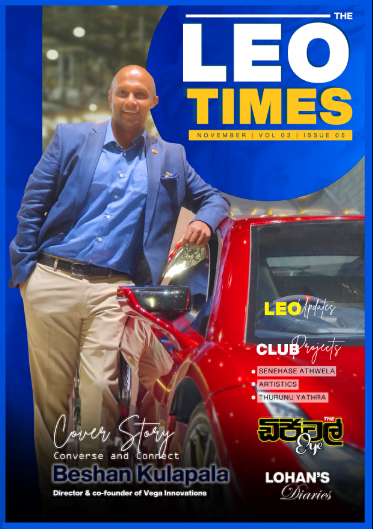 THE
LEO
TIMES
NOVEMBER | VOL 03 | ISSUE 05
LEO Updates
CLUB Projects
SENEHASE ATHWELA
ARTISTICS
THURUNU YATHRA
THE
ඩිජිටල්
Eye
LOHAN'S
Diaries
Cover Story
Converse and Connect
Beshan Kulapala
Director & co-founder of Vega Innovations